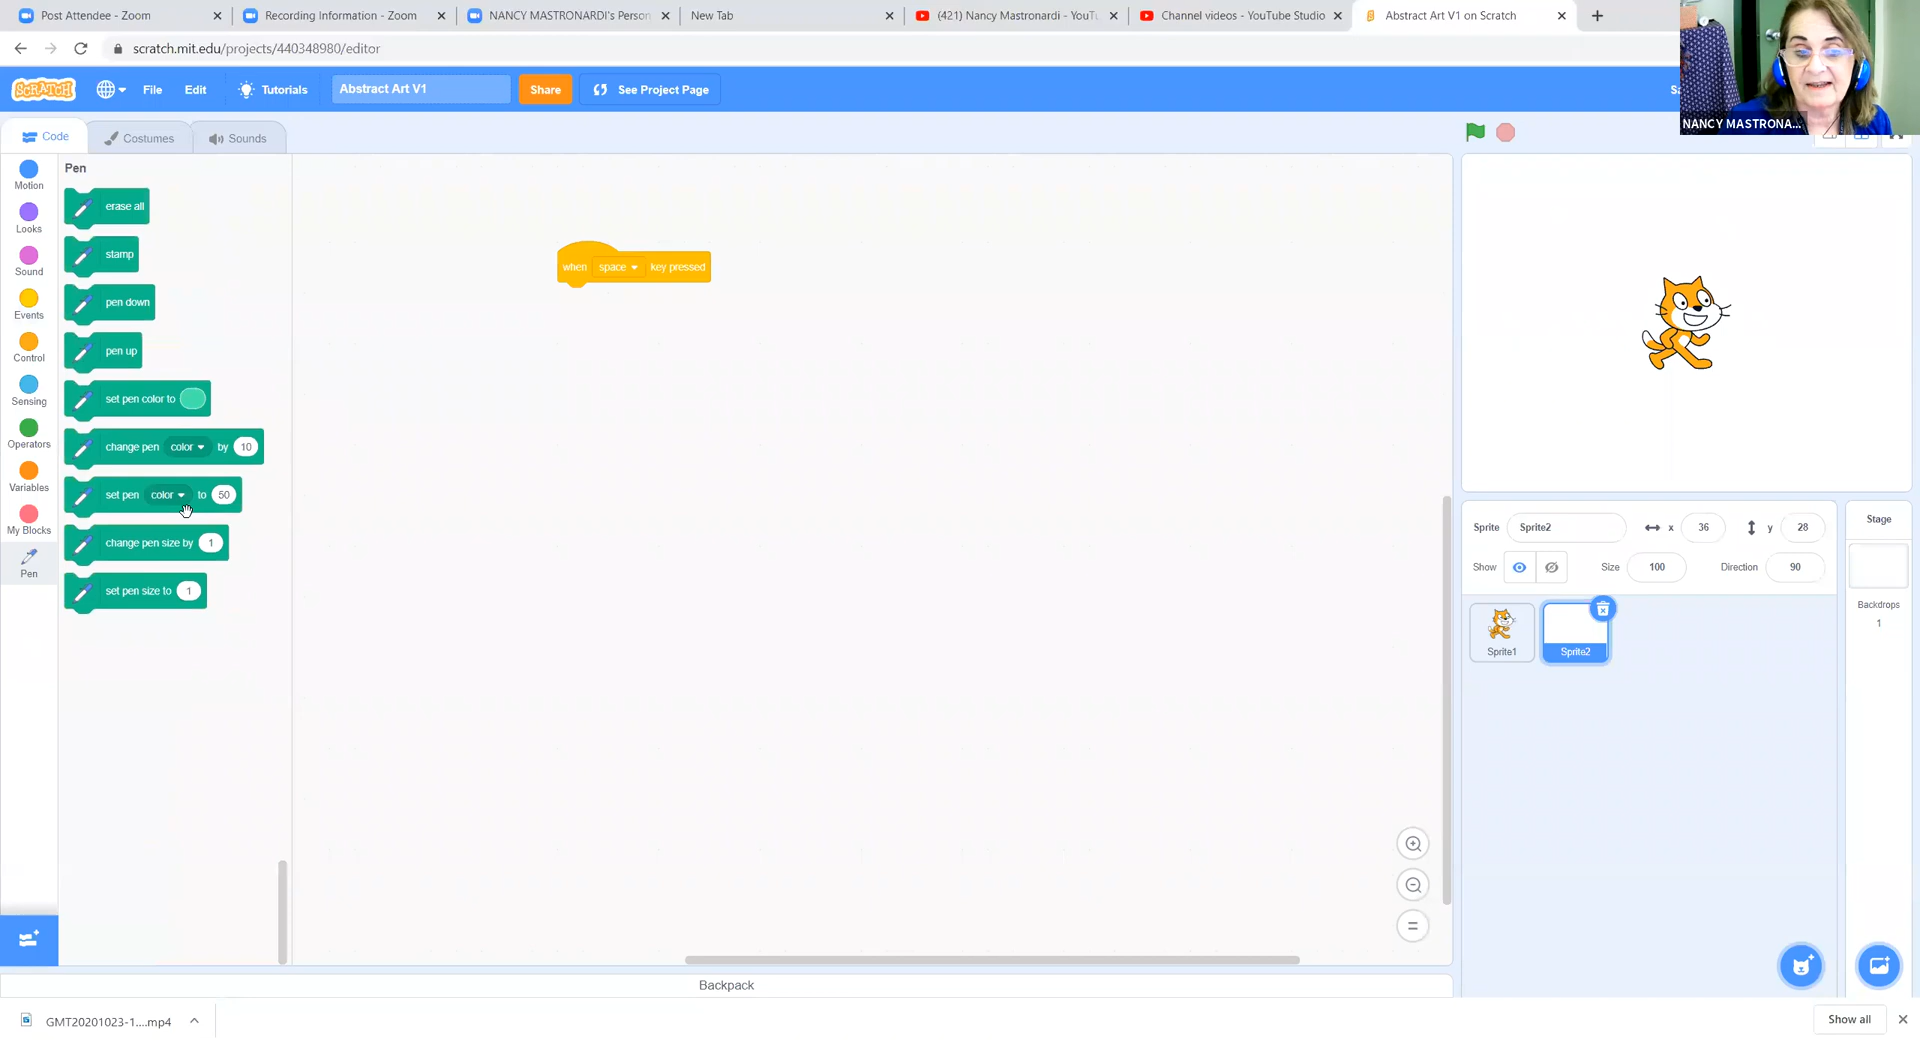 Post Attendee - Zoom
Recording Information - Zoom
NANCY MASTRONARDI's Person
New Tab
(421) Nancy Mastronardi - YouTu
Channel videos - YouTube Studio
Abstract Art V1 on Scratch
scratch.mit.edu/projects/440348980/editor
SCRATCH
File
Edit
Tutorials
Abstract Art V1
Share
See Project Page
NANCY MASTRONA...
Code
Costumes
Sounds
Motion
Looks
Sound
Events
Control
Sensing
Operators
Variables
My Blocks
Pen
Pen
erase all
stamp
pen down
pen up
set pen color to
change pen color by 10
set pen color to 50
change pen size by 1
set pen size to 1
when space key pressed
Sprite Sprite2 x 36 y 28
Show Size 100 Direction 90
Sprite1
Sprite2
Stage
Backdrops
1
Backpack
GMT20201023-1....mp4
Show all